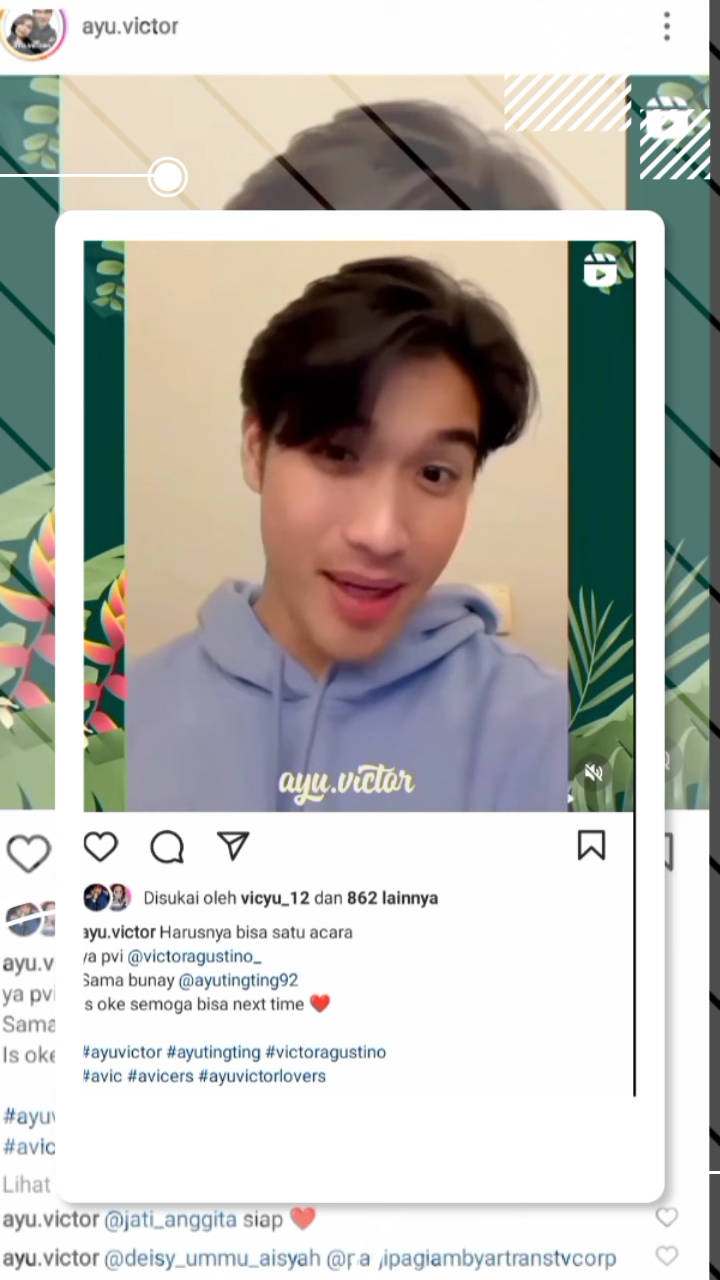 ayu.victor
ayu.victor
Disukai oleh vicyu_12 dan 862 lainnya
ayu.victor Harusnya bisa satu acara
ya pvi @victoragustino_
Sama bunay @ayutingting92
Is oke semoga bisa next time ❤️
#ayuvictor #ayutingting #victoragustino
#avic #avicers #ayuvictorlovers
ayu.v
ya pvi
Sama
Is oke
#ayuv
#avic
Lihat
ayu.victor @jati_anggita siap ❤️
ayu.victor @deisy_ummu_aisyah